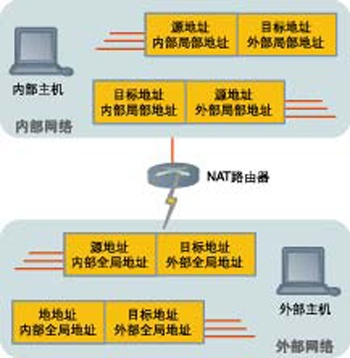 源地址 目标地址
内部局部地址 外部局部地址
内部主机
目标地址 源地址
内部局部地址 外部局部地址
内部网络
NAT路由器
源地址 目标地址
内部全局地址 外部全局地址
外部主机
地地址 目标地址
内部全局地址 外部全局地址
外部网络